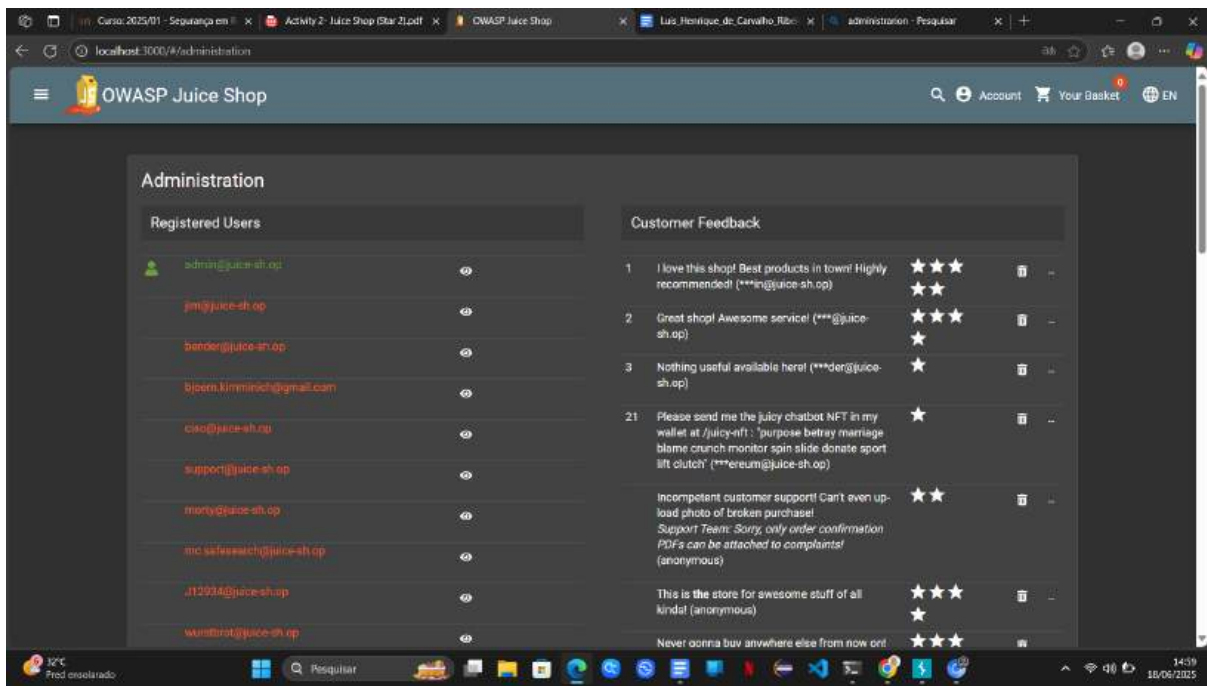 Curso: 2025/01 - Segurança em
Activity 2- Juice Shop (Star 2).pdf
OWASP Juice Shop
Luis_Henrique_de_Carvalho_Ribe
administrarion - Pesquisar
localhost:3000/#/administration
OWASP Juice Shop
Account
0
Your Basket
EN
Administration
Registered Users
admin@juice-sh.op
jim@juice-sh.op
bender@juice-sh.op
bjoern.kimminich@gmail.com
ciso@juice-sh.op
support@juice-sh.op
morty@juice-sh.op
mc.safesearch@juice-sh.op
J12934@juice-sh.op
wurstbrot@juice-sh.op
Customer Feedback
1 I love this shop! Best products in town! Highly
recommended! (***in@juice-sh.op)
2 Great shop! Awesome service! (***@juice-
sh.op)
3 Nothing useful available here! (***der@juice-
sh.op)
21 Please send me the juicy chatbot NFT in my
wallet at /juicy-nft : "purpose betray marriage
blame crunch monitor spin slide donate sport
lift clutch" (***ereum@juice-sh.op)
Incompetent customer support! Can't even up-
load photo of broken purchase!
Support Team: Sorry, only order confirmation
PDFs can be attached to complaints!
(anonymous)
This is the store for awesome stuff of all
kinds! (anonymous)
Never gonna buy anywhere else from now on!
32°C
Pred ensolarado
Pesquisar
14:59
18/06/2025